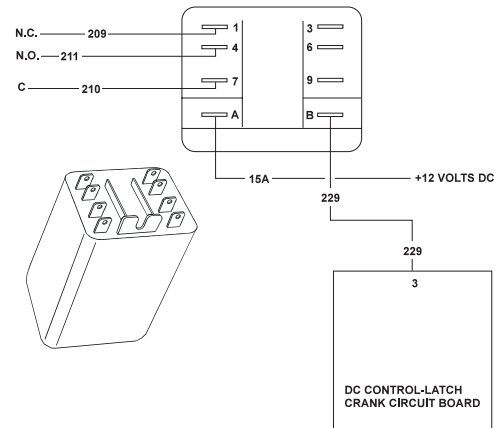 N.C. 209 1 3
N.O. 211 4 6
C 210 7 9
A B
15A +12 VOLTS DC
229
229
3
DC CONTROL-LATCH
CRANK CIRCUIT BOARD